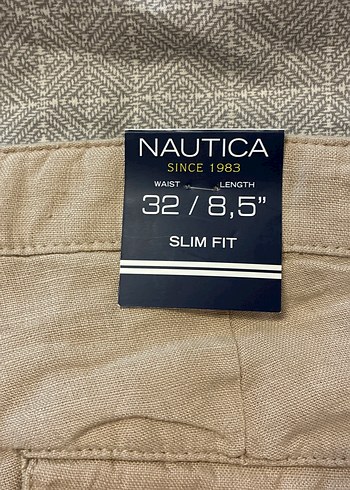 NAUTICA
SINCE 1983
WAIST LENGTH
32 / 8,5"
SLIM FIT